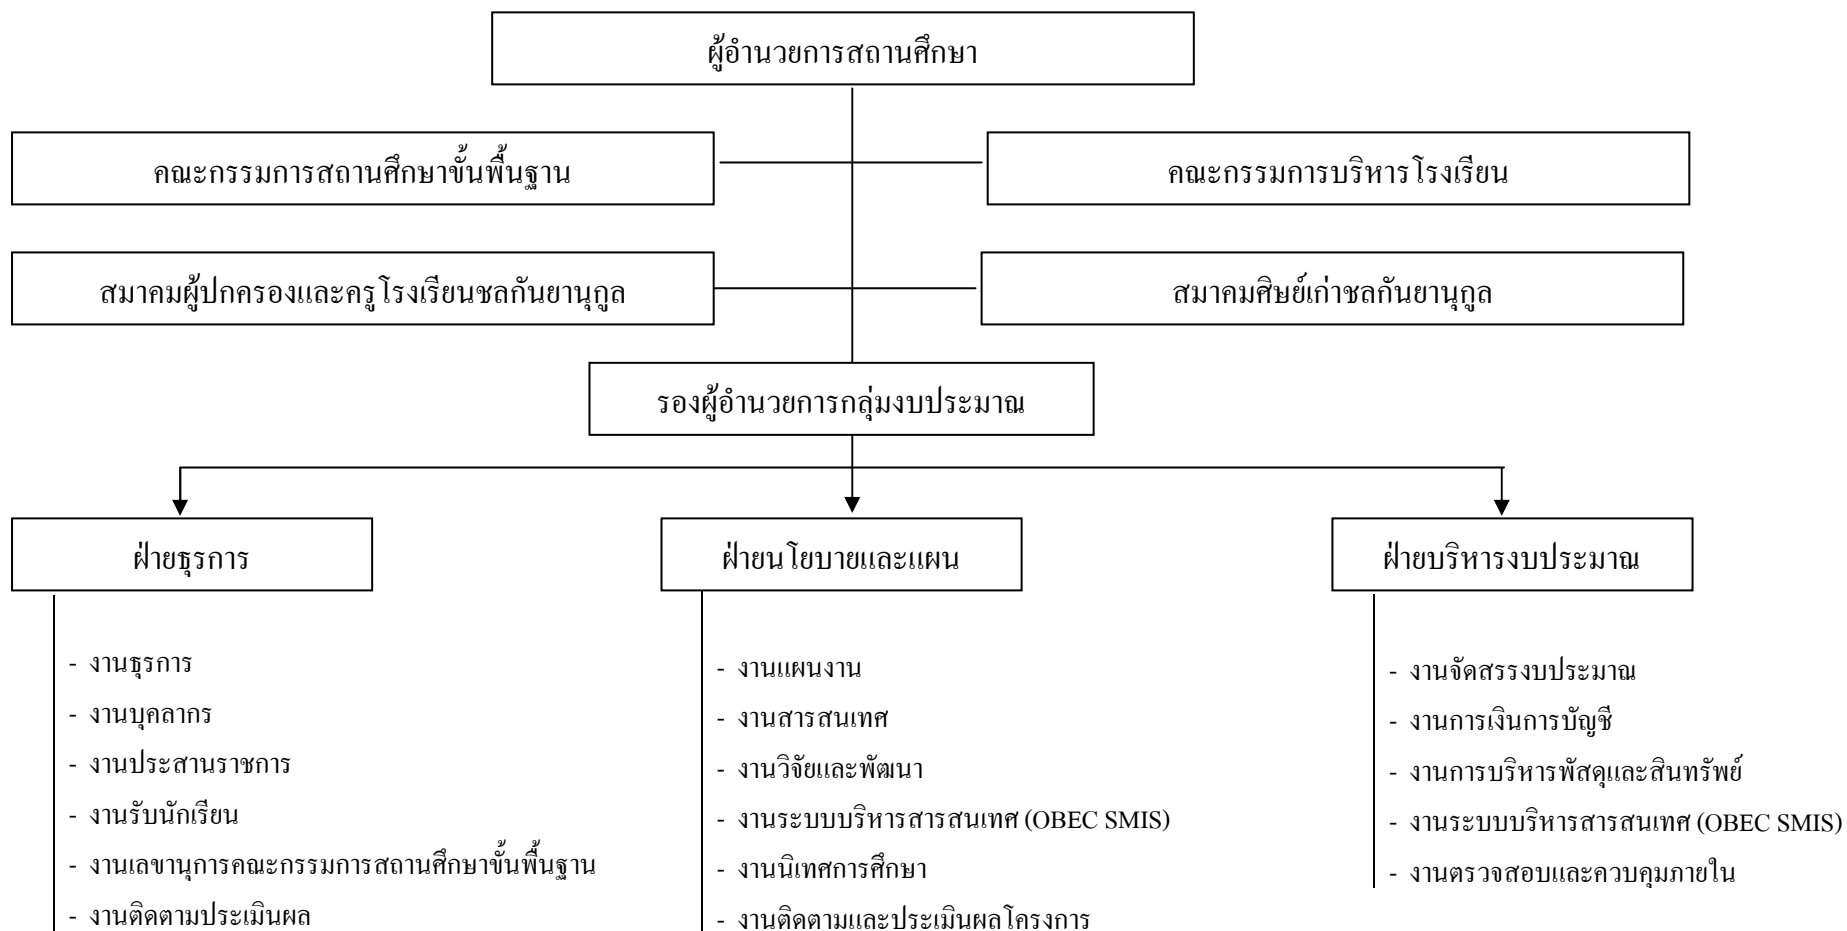 ผู้อำนวยการสถานศึกษา
คณะกรรมการสถานศึกษาขั้นพื้นฐาน
คณะกรรมการบริหารโรงเรียน
สมาคมผู้ปกครองและครูโรงเรียนชลกันยานุกูล
สมาคมศิษย์เก่าชลกันยานุกูล
รองผู้อำนวยการกลุ่มงบประมาณ
ฝ่ายธุรการ
ฝ่ายนโยบายและแผน
ฝ่ายบริหารงบประมาณ
- งานธุรการ
- งานบุคลากร
- งานประสานราชการ
- งานรับนักเรียน
- งานเลขานุการคณะกรรมการสถานศึกษาขั้นพื้นฐาน
- งานติดตามประเมินผล
- งานแผนงาน
- งานสารสนเทศ
- งานวิจัยและพัฒนา
- งานระบบบริหารสารสนเทศ (OBEC SMIS)
- งานนิเทศการศึกษา
- งานติดตามและประเมินผลโครงการ
- งานจัดสรรงบประมาณ
- งานการเงินการบัญชี
- งานการบริหารพัสดุและสินทรัพย์
- งานระบบบริหารสารสนเทศ (OBEC SMIS)
- งานตรวจสอบและควบคุมภายใน